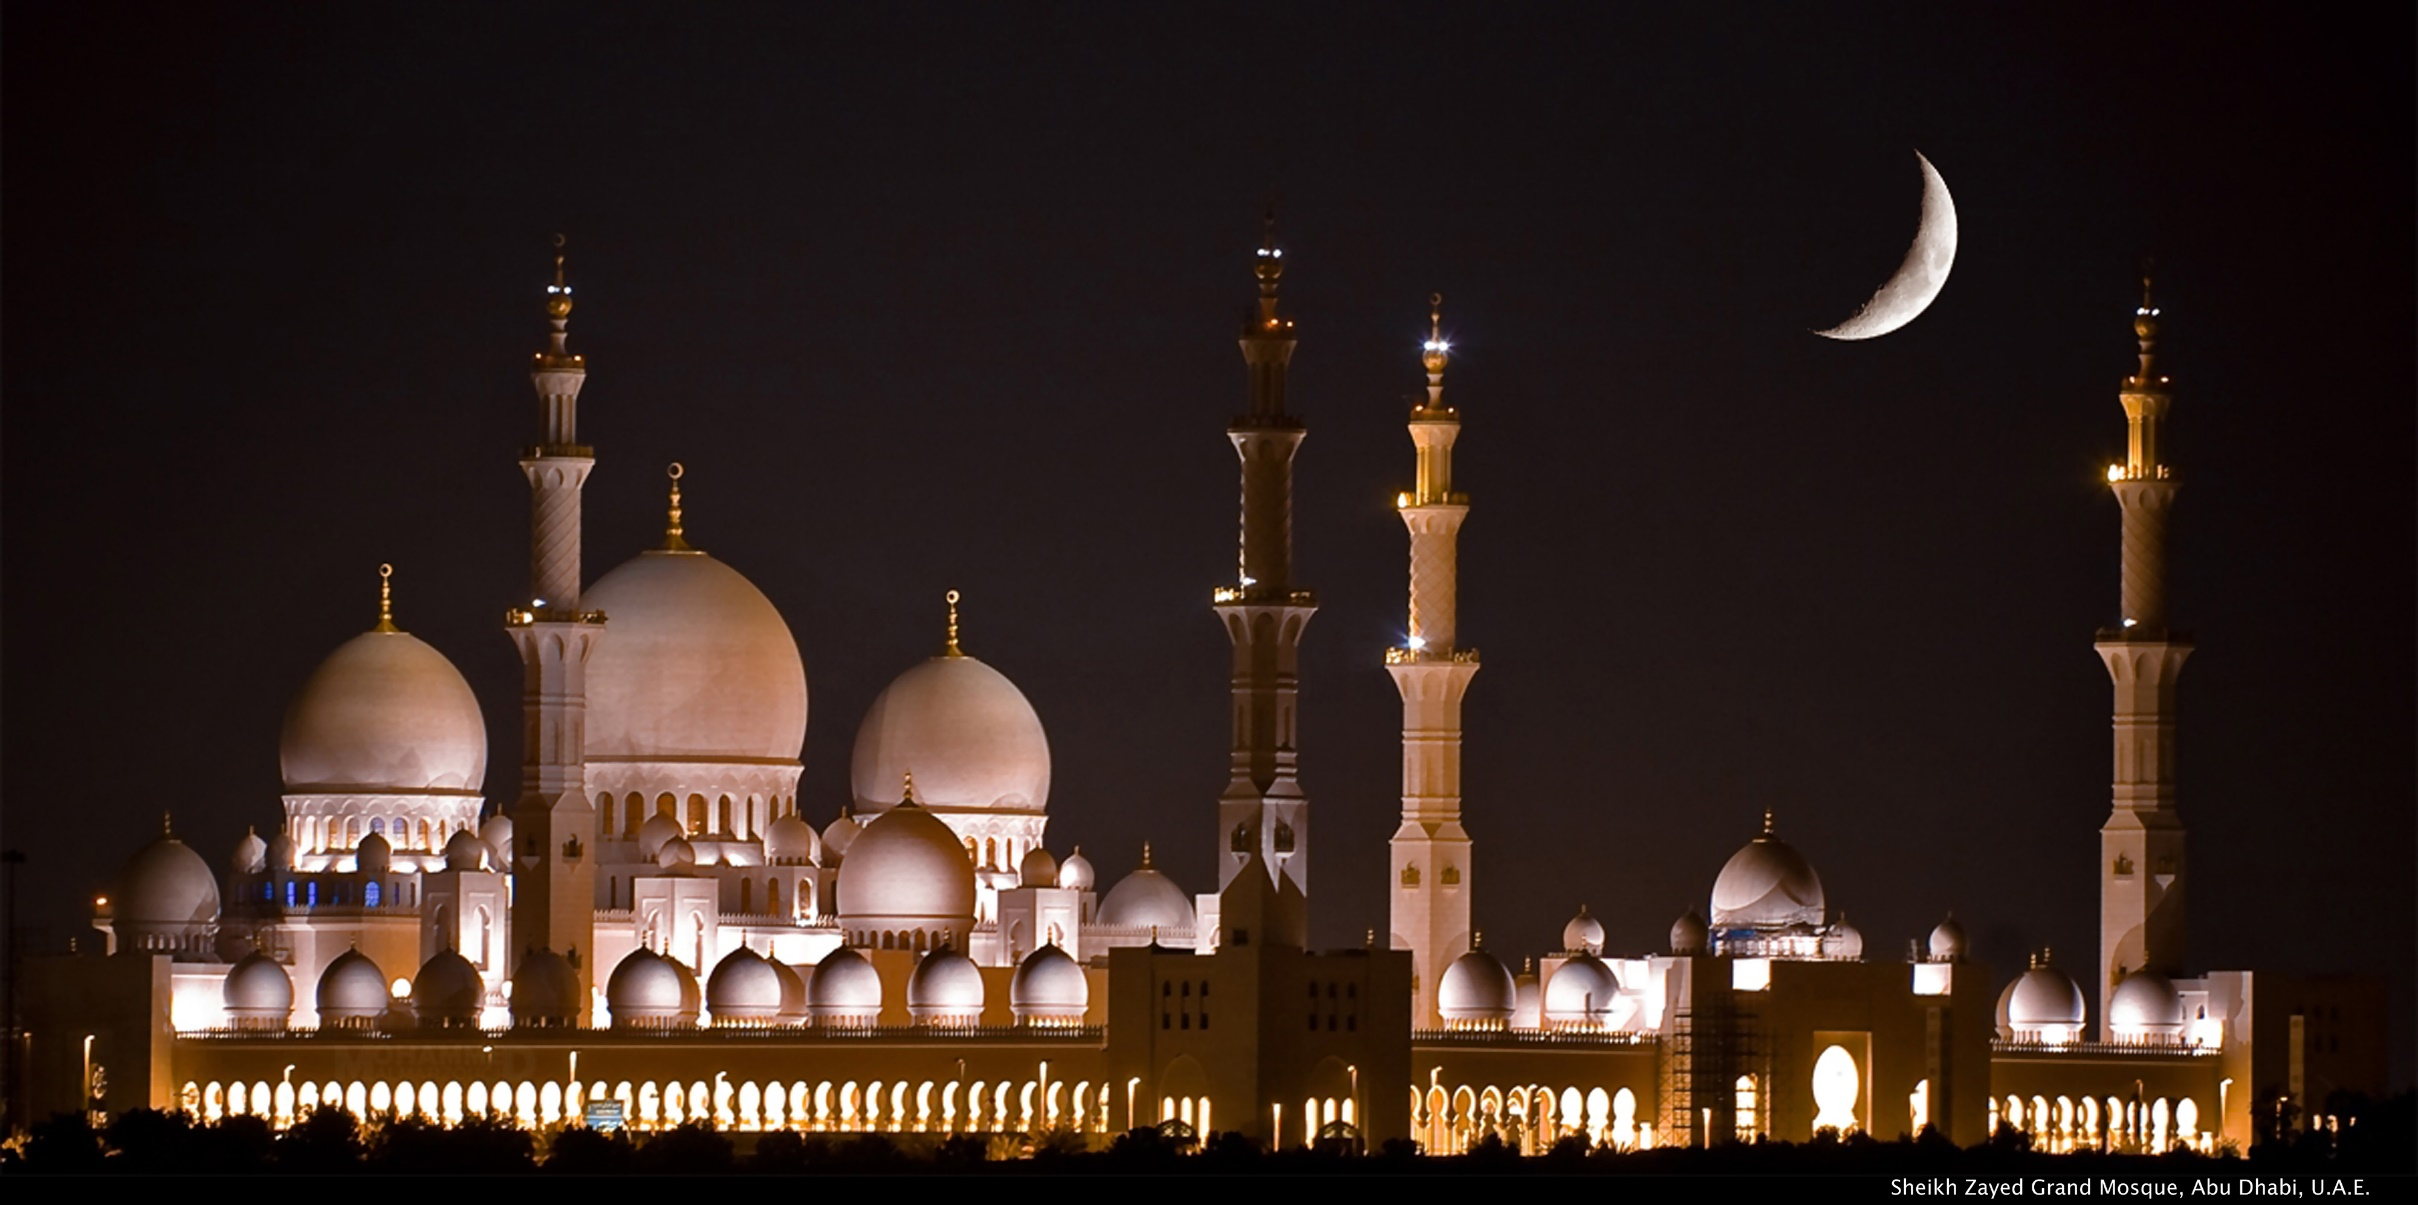 Sheikh Zayed Grand Mosque, Abu Dhabi, U.A.E.